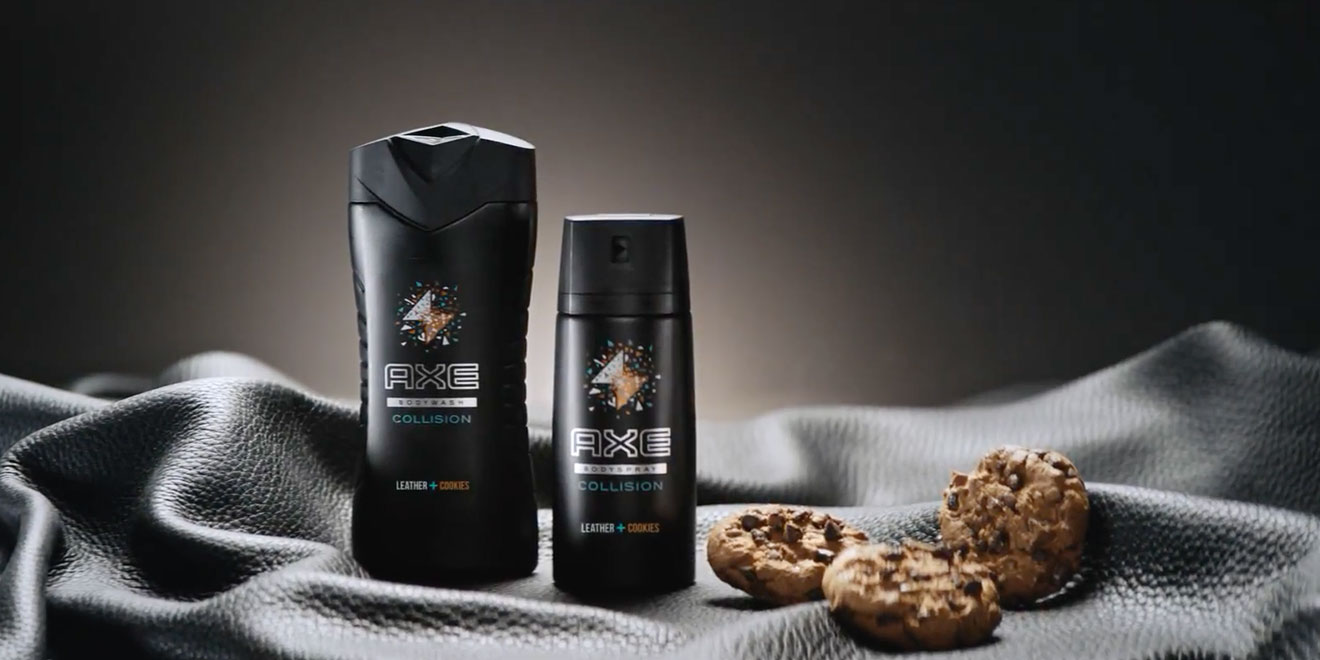 AXE
BODYWASH
COLLISION
LEATHER + COOKIES
AXE
BODYSPRAY
COLLISION
LEATHER + COOKIES